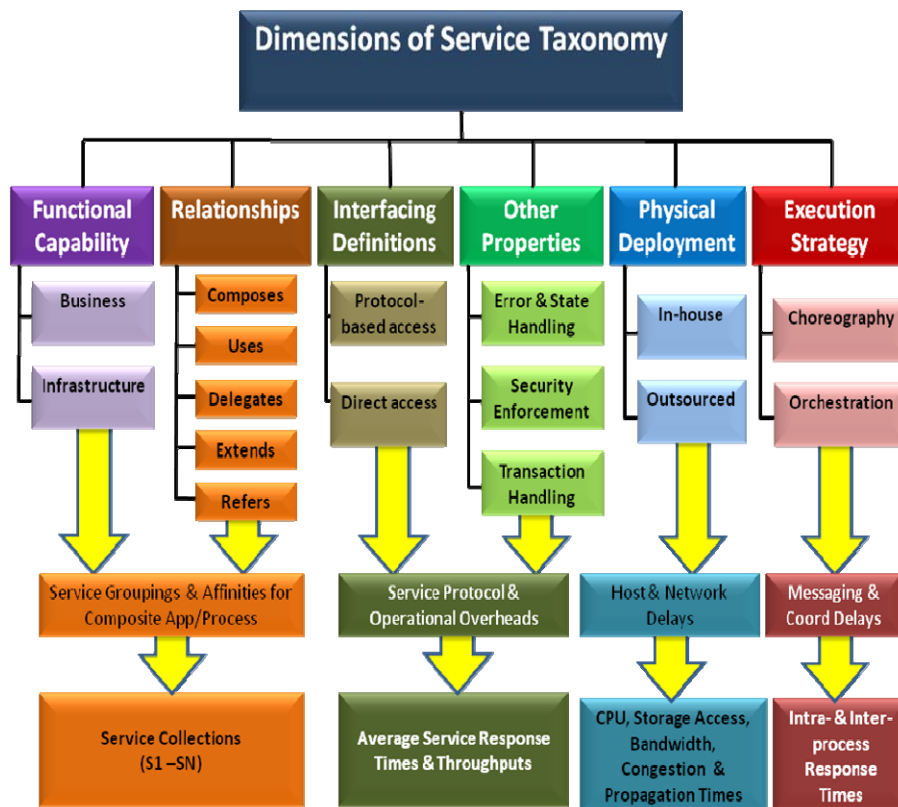 Dimensions of Service Taxonomy
Functional
Capability
Relationships
Interfacing
Definitions
Other
Properties
Physical
Deployment
Execution
Strategy
Business
Infrastructure
Composes
Uses
Delegates
Extends
Refers
Protocol-
based access
Direct access
Error & State
Handling
Security
Enforcement
Transaction
Handling
In-house
Outsourced
Choreography
Orchestration
Service Groupings & Affinities for
Composite App/Process
Service Protocol &
Operational Overheads
Host & Network
Delays
Messaging &
Coord Delays
Service Collections
(S1 –SN)
Average Service Response
Times & Throughputs
CPU, Storage Access,
Bandwidth,
Congestion &
Propagation Times
Intra- & Inter-
process
Response
Times